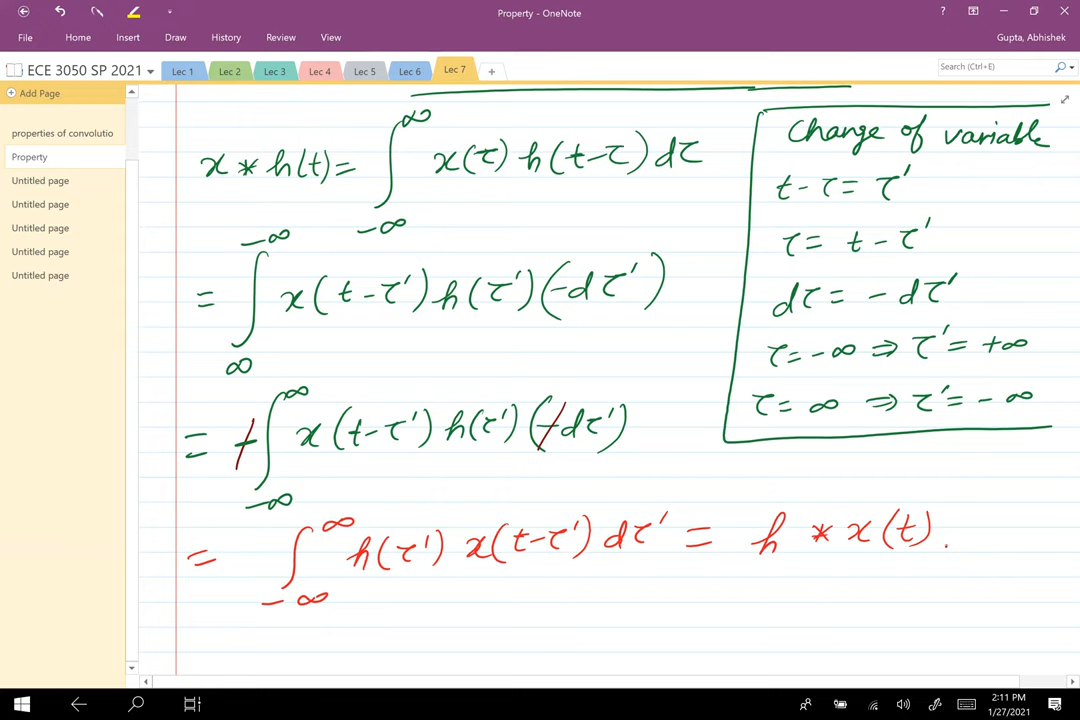 Property - OneNote
?
File Home Insert Draw History Review View
Gupta, Abhishek
ECE 3050 SP 2021
Lec 1 Lec 2 Lec 3 Lec 4 Lec 5 Lec 6 Lec 7 +
Search (Ctrl+E)
Add Page
properties of convolutio
Property
Untitled page
Untitled page
Untitled page
Untitled page
Untitled page
x * h(t) = ∫_{-∞}^{∞} x(τ) h(t-τ) dτ
= ∫_{∞}^{-∞} x(t-τ') h(τ') (-dτ')
= - ∫_{-∞}^{∞} x(t-τ') h(τ') (-dτ')
= ∫_{-∞}^{∞} h(τ') x(t-τ') dτ' = h * x(t).
Change of variable
t - τ = τ'
τ = t - τ'
dτ = - dτ'
τ = -∞ ⇒ τ' = +∞
τ = ∞ ⇒ τ' = -∞
2:11 PM
1/27/2021